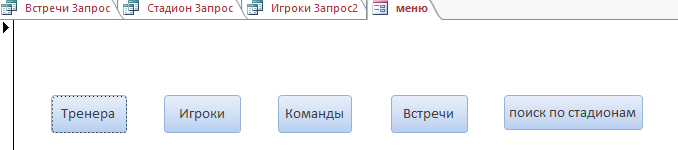 Встречи Запрос Стадион Запрос Игроки Запрос2 меню
Тренера Игроки Команды Встречи поиск по стадионам